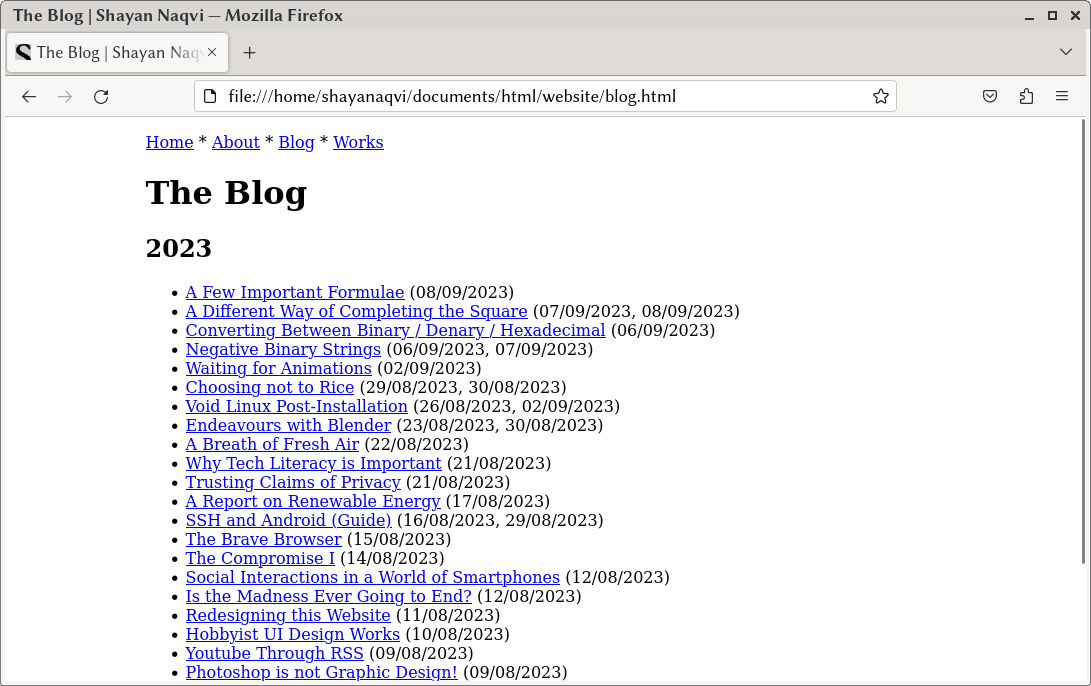 The Blog | Shayan Naqvi — Mozilla Firefox
The Blog | Shayan Naq
file:///home/shayanaqvi/documents/html/website/blog.html
Home * About * Blog * Works
The Blog
2023
• A Few Important Formulae (08/09/2023)
• A Different Way of Completing the Square (07/09/2023, 08/09/2023)
• Converting Between Binary / Denary / Hexadecimal (06/09/2023)
• Negative Binary Strings (06/09/2023, 07/09/2023)
• Waiting for Animations (02/09/2023)
• Choosing not to Rice (29/08/2023, 30/08/2023)
• Void Linux Post-Installation (26/08/2023, 02/09/2023)
• Endeavours with Blender (23/08/2023, 30/08/2023)
• A Breath of Fresh Air (22/08/2023)
• Why Tech Literacy is Important (21/08/2023)
• Trusting Claims of Privacy (21/08/2023)
• A Report on Renewable Energy (17/08/2023)
• SSH and Android (Guide) (16/08/2023, 29/08/2023)
• The Brave Browser (15/08/2023)
• The Compromise I (14/08/2023)
• Social Interactions in a World of Smartphones (12/08/2023)
• Is the Madness Ever Going to End? (12/08/2023)
• Redesigning this Website (11/08/2023)
• Hobbyist UI Design Works (10/08/2023)
• Youtube Through RSS (09/08/2023)
• Photoshop is not Graphic Design! (09/08/2023)